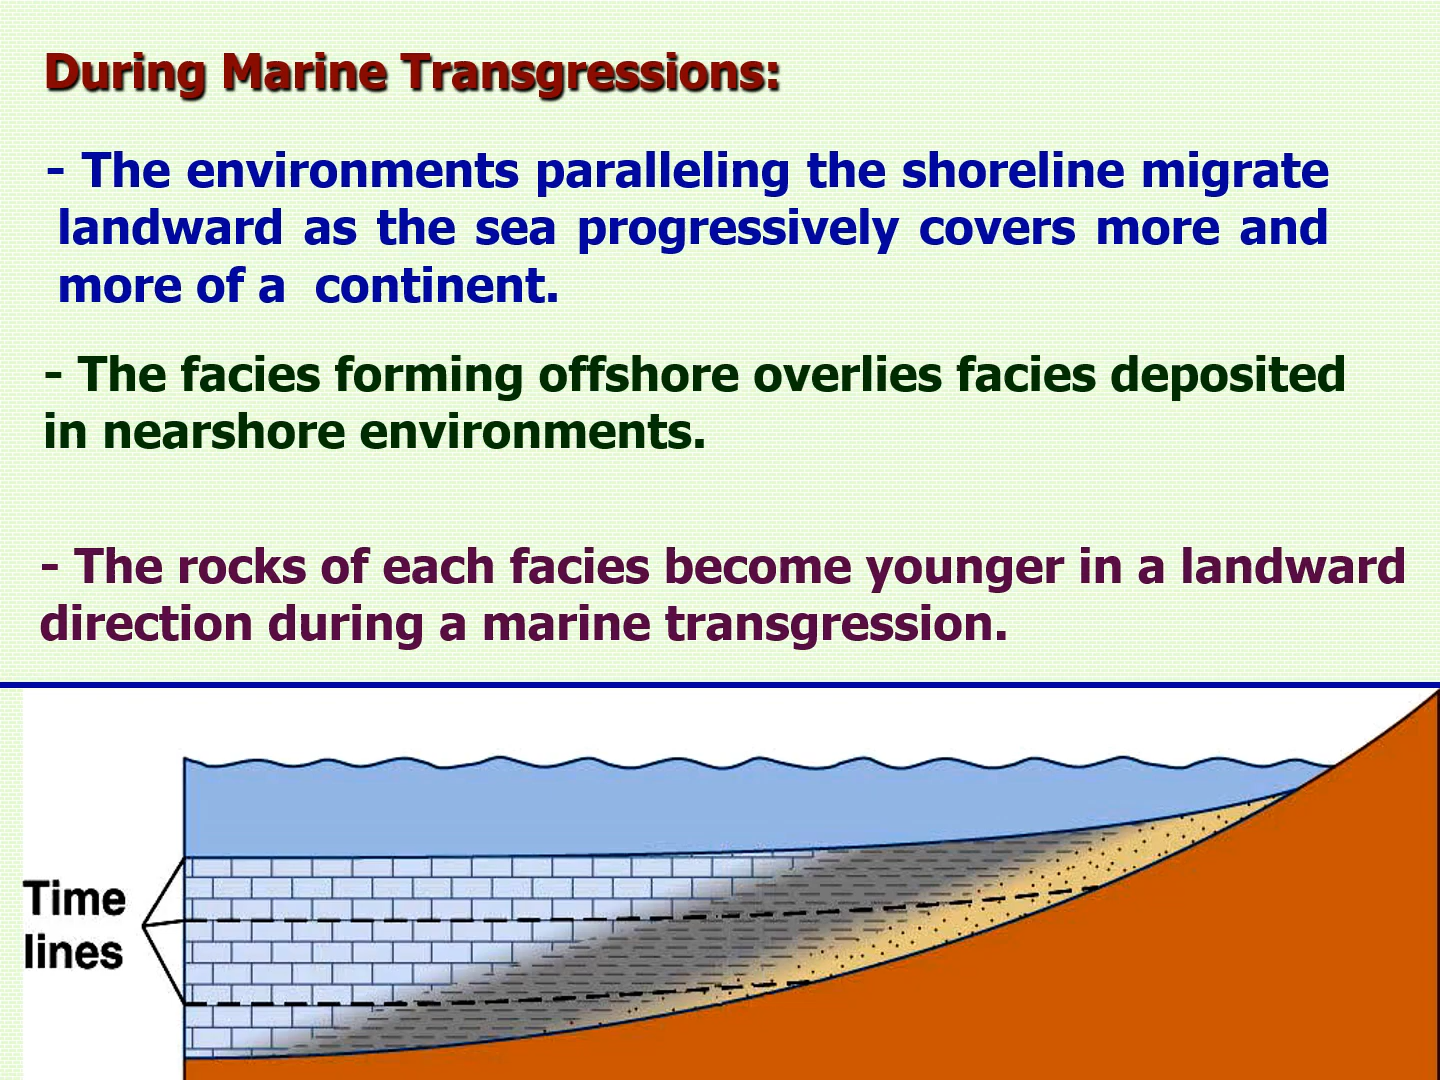 During Marine Transgressions:
- The environments paralleling the shoreline migrate
landward as the sea progressively covers more and
more of a continent.
- The facies forming offshore overlies facies deposited
in nearshore environments.
- The rocks of each facies become younger in a landward
direction during a marine transgression.
Time
lines